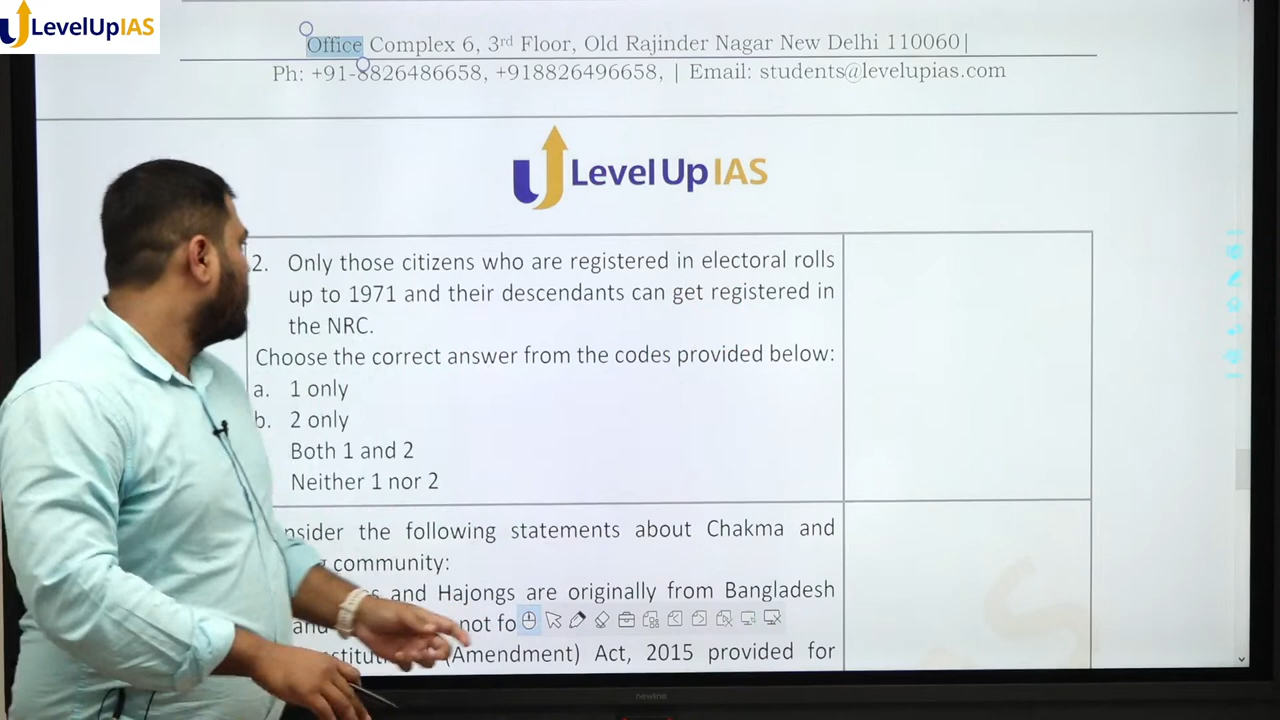 LevelUpIAS
Office Complex 6, 3rd Floor, Old Rajinder Nagar New Delhi 110060|
Ph: +91-8826486658, +918826496658, | Email: students@levelupias.com
Level Up IAS
2. Only those citizens who are registered in electoral rolls
up to 1971 and their descendants can get registered in
the NRC.
Choose the correct answer from the codes provided below:
a. 1 only
b. 2 only
Both 1 and 2
Neither 1 nor 2
nsider the following statements about Chakma and
community:
and Hajongs are originally from Bangladesh
and not fo
(Amendment) Act, 2015 provided for
newline